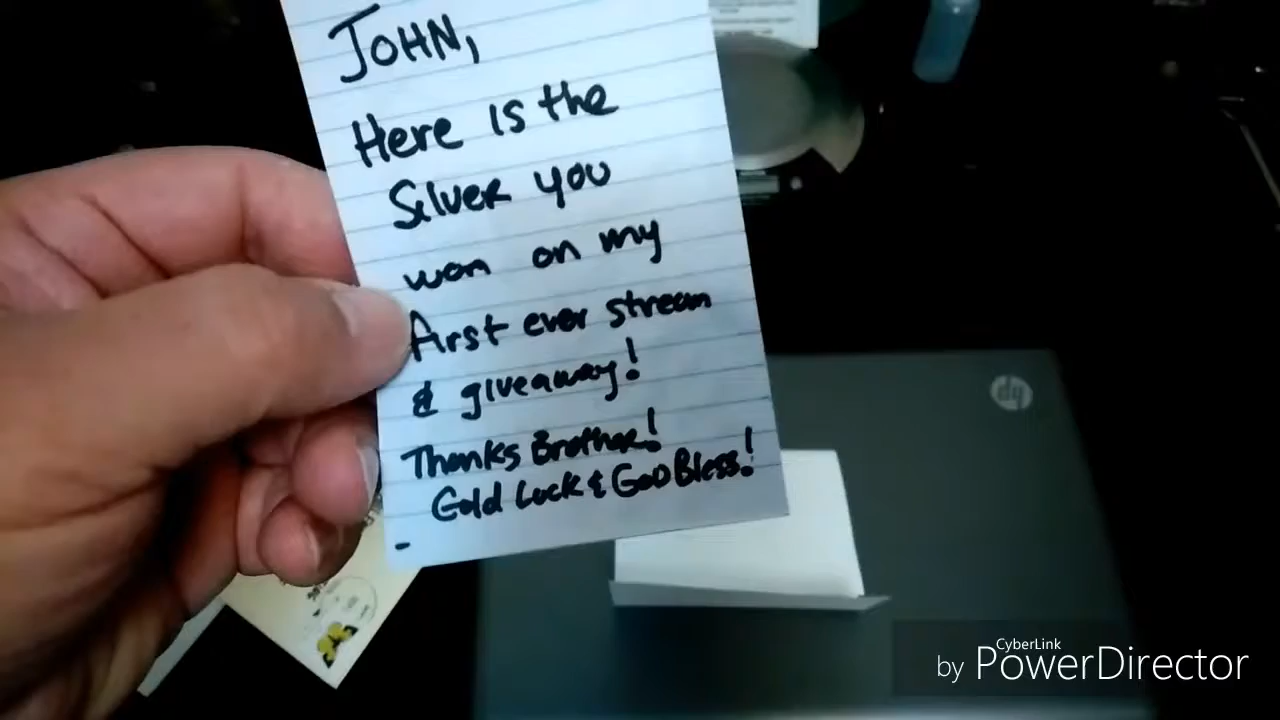 JOHN,
Here is the
Silver you
won on my
First ever stream
& giveaway!
Thanks Brother!
Gold Luck & God Bless!
-
hp
CyberLink
by PowerDirector